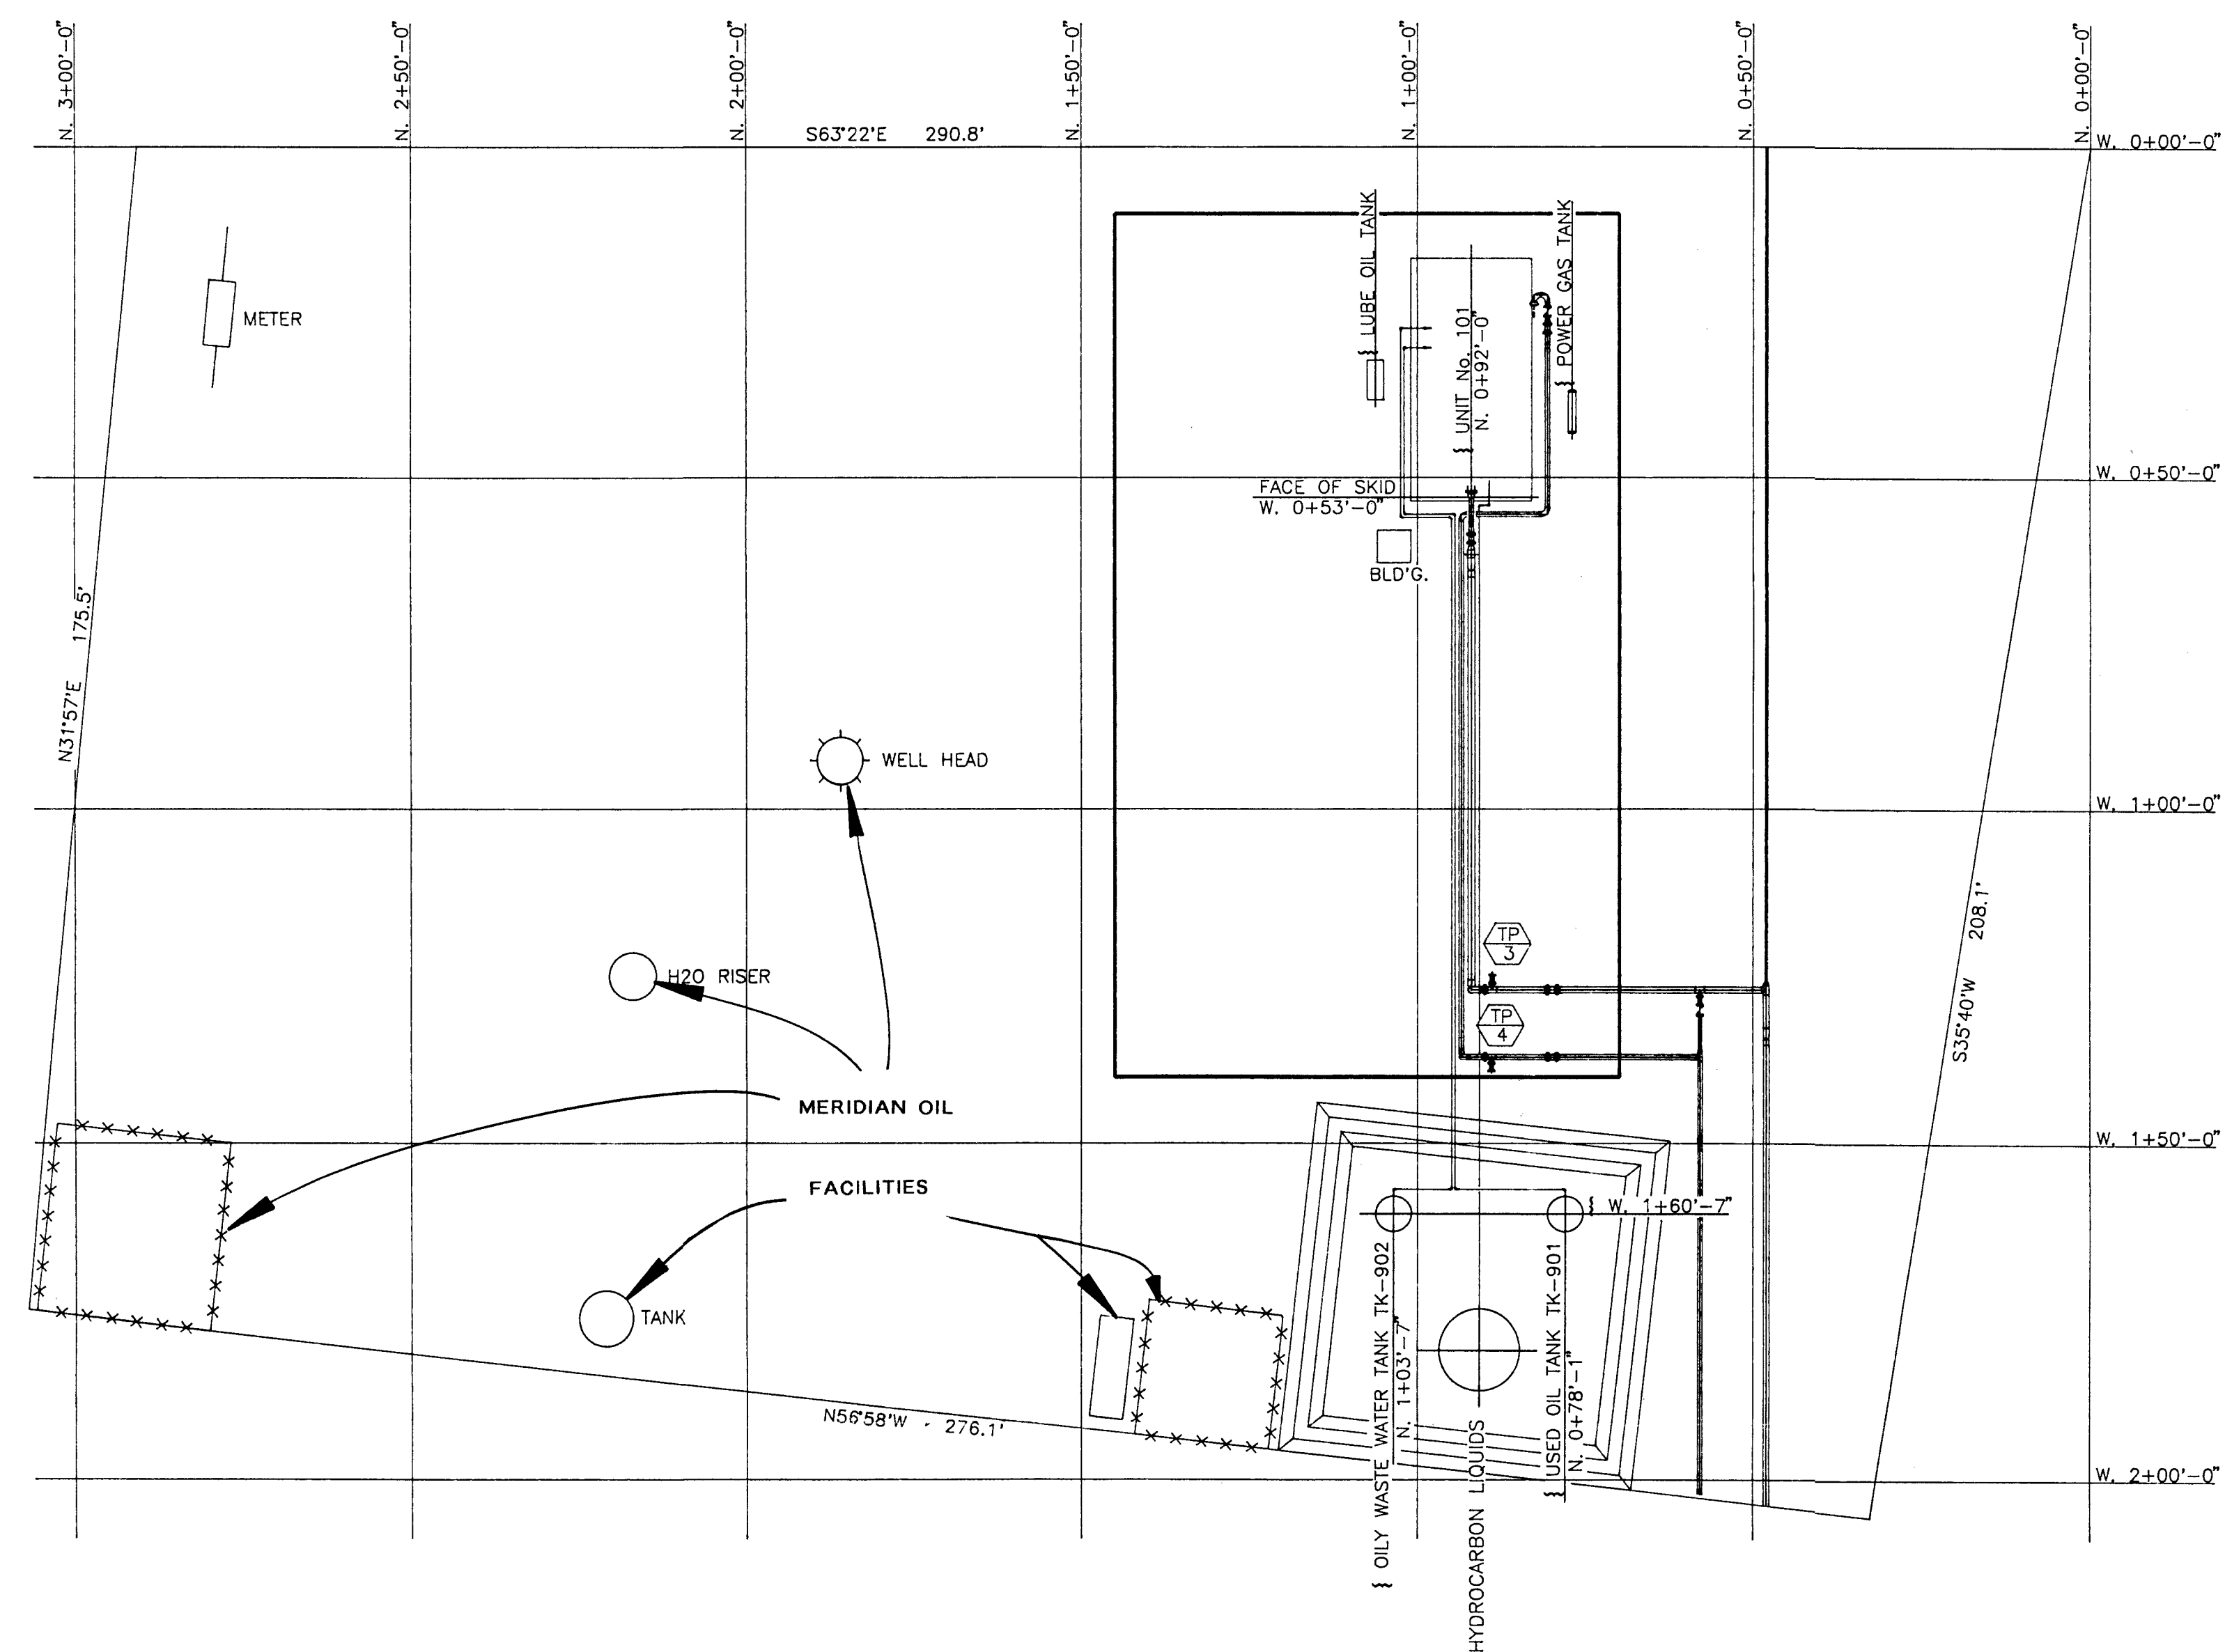 N. 3+00'-0"
N. 2+50'-0"
N. 2+00'-0"
N. 1+50'-0"
N. 1+00'-0"
N. 0+50'-0"
N. 0+00'-0"
S63°22'E 290.8'
W. 0+00'-0"
LUBE OIL TANK
POWER GAS TANK
METER
UNIT No. 101
N. 0+92'-0"
W. 0+50'-0"
FACE OF SKID
W. 0+53'-0"
BLD'G.
N31°57'E 175.5'
WELL HEAD
W. 1+00'-0"
TP
3
H2O RISER
TP
4
S35°40'W 208.1'
MERIDIAN OIL
FACILITIES
W. 1+50'-0"
W. 1+60'-7"
TANK
OILY WASTE WATER TANK TK-902
N. 1+03'-7"
HYDROCARBON LIQUIDS
USED OIL TANK TK-901
N. 0+78'-1"
N56°58'W - 276.1'
W. 2+00'-0"